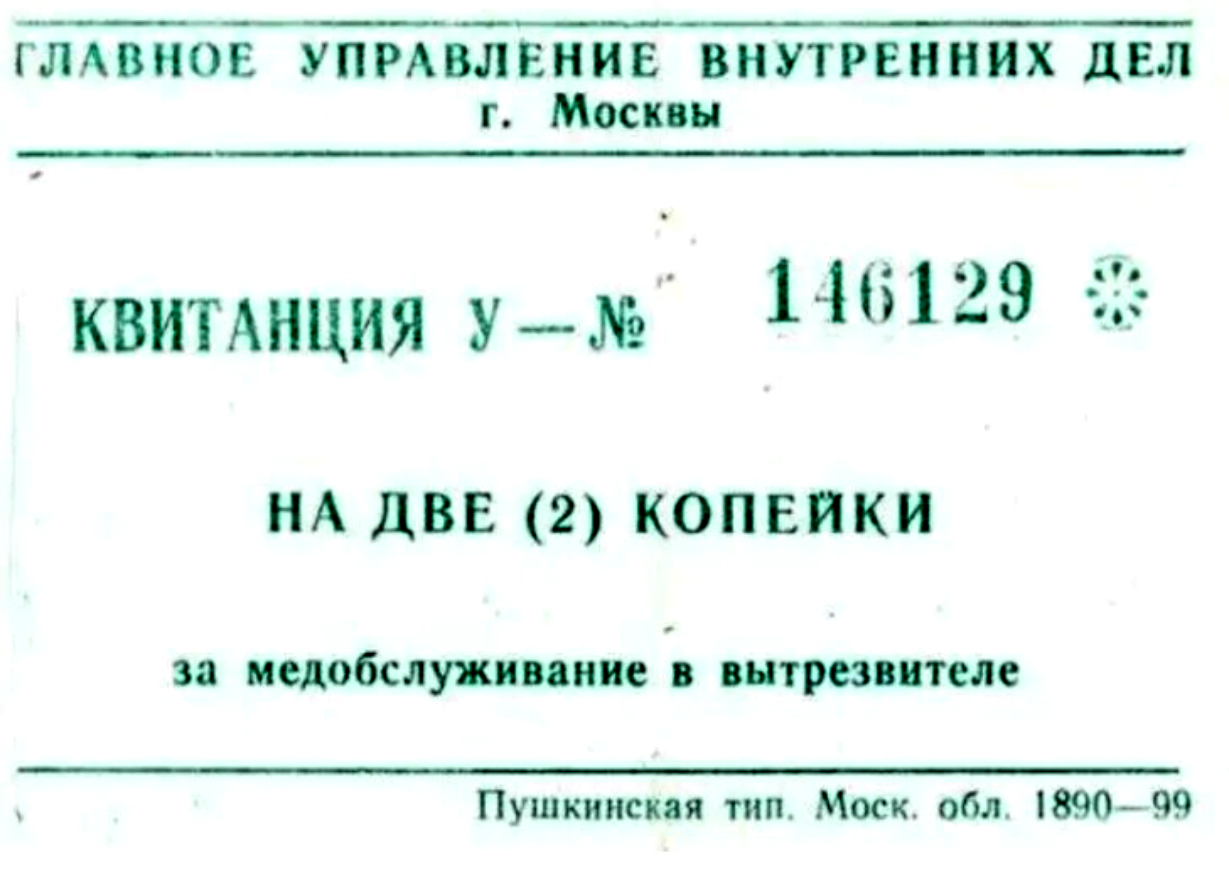 ГЛАВНОЕ УПРАВЛЕНИЕ ВНУТРЕННИХ ДЕЛ
г. Москвы
КВИТАНЦИЯ У — № 146129
НА ДВЕ (2) КОПЕЙКИ
за медобслуживание в вытрезвителе
Пушкинская тип. Моск. обл. 1890—99